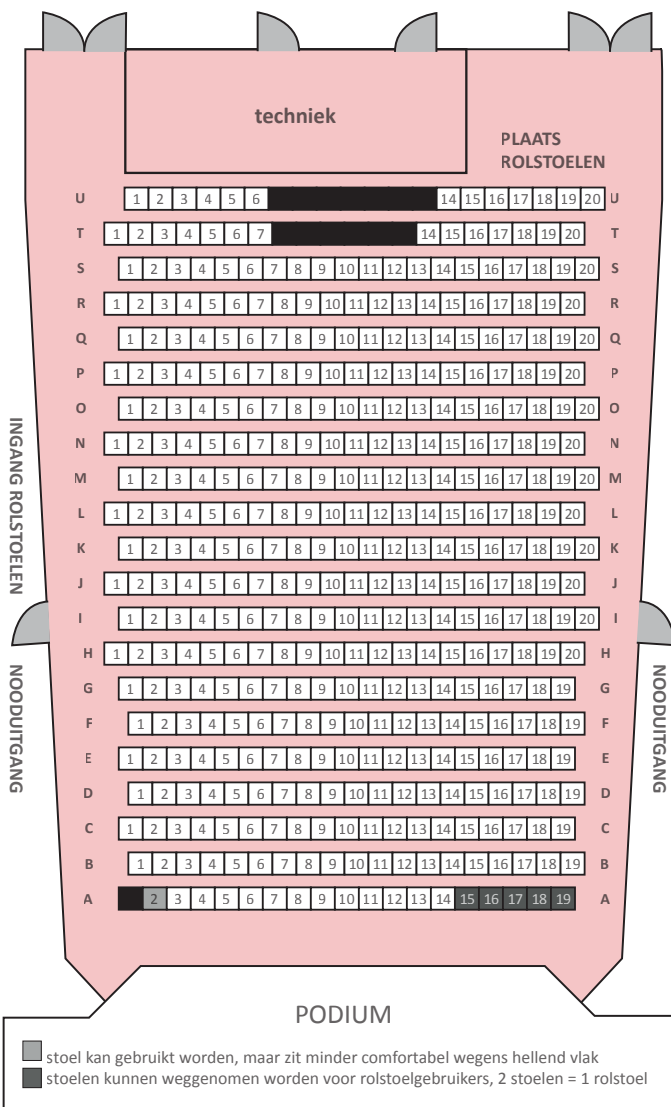 techniek
PLAATS
ROLSTOELEN
U 1 2 3 4 5 6 14 15 16 17 18 19 20 U
T 1 2 3 4 5 6 7 14 15 16 17 18 19 20 T
S 1 2 3 4 5 6 7 8 9 10 11 12 13 14 15 16 17 18 19 20 S
R 1 2 3 4 5 6 7 8 9 10 11 12 13 14 15 16 17 18 19 20 R
Q 1 2 3 4 5 6 7 8 9 10 11 12 13 14 15 16 17 18 19 20 Q
P 1 2 3 4 5 6 7 8 9 10 11 12 13 14 15 16 17 18 19 20 P
O 1 2 3 4 5 6 7 8 9 10 11 12 13 14 15 16 17 18 19 20 O
N 1 2 3 4 5 6 7 8 9 10 11 12 13 14 15 16 17 18 19 20 N
M 1 2 3 4 5 6 7 8 9 10 11 12 13 14 15 16 17 18 19 20 M
L 1 2 3 4 5 6 7 8 9 10 11 12 13 14 15 16 17 18 19 20 L
K 1 2 3 4 5 6 7 8 9 10 11 12 13 14 15 16 17 18 19 20 K
J 1 2 3 4 5 6 7 8 9 10 11 12 13 14 15 16 17 18 19 20 J
I 1 2 3 4 5 6 7 8 9 10 11 12 13 14 15 16 17 18 19 20 I
H 1 2 3 4 5 6 7 8 9 10 11 12 13 14 15 16 17 18 19 20 H
G 1 2 3 4 5 6 7 8 9 10 11 12 13 14 15 16 17 18 19 G
F 1 2 3 4 5 6 7 8 9 10 11 12 13 14 15 16 17 18 19 F
E 1 2 3 4 5 6 7 8 9 10 11 12 13 14 15 16 17 18 19 E
D 1 2 3 4 5 6 7 8 9 10 11 12 13 14 15 16 17 18 19 D
C 1 2 3 4 5 6 7 8 9 10 11 12 13 14 15 16 17 18 19 C
B 1 2 3 4 5 6 7 8 9 10 11 12 13 14 15 16 17 18 19 B
A 2 3 4 5 6 7 8 9 10 11 12 13 14 15 16 17 18 19 A
INGANG ROLSTOELEN
NOODUITGANG
NOODUITGANG
PODIUM
stoel kan gebruikt worden, maar zit minder comfortabel wegens hellend vlak
stoelen kunnen weggenomen worden voor rolstoelgebruikers, 2 stoelen = 1 rolstoel